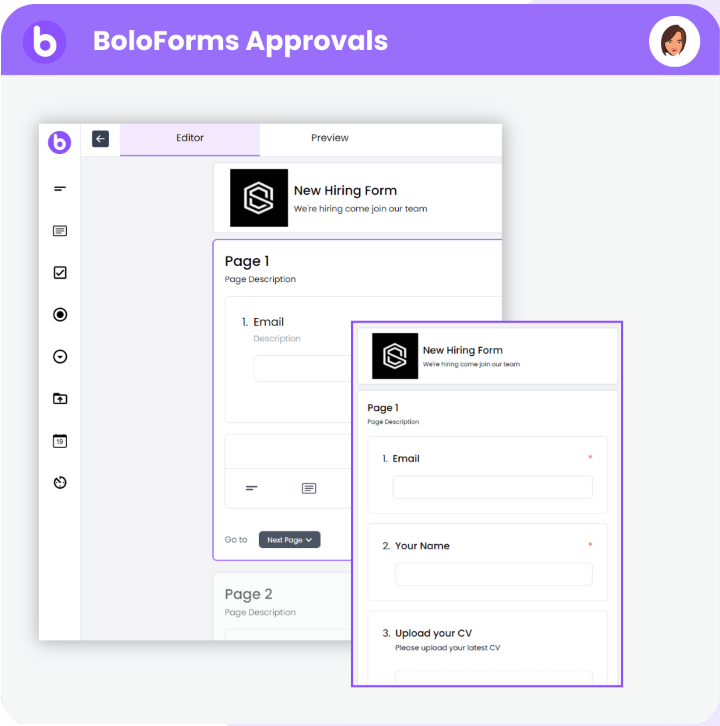 b BoloForms Approvals
b
Editor
Preview
New Hiring Form
We're hiring come join our team
Page 1
Page Description
1. Email
Description
19
Go to
Next Page
Page 2
Page Description
New Hiring Form
We're hiring come join our team
Page 1
Page Description
1. Email *
2. Your Name *
3. Upload your CV
Please upload your latest CV